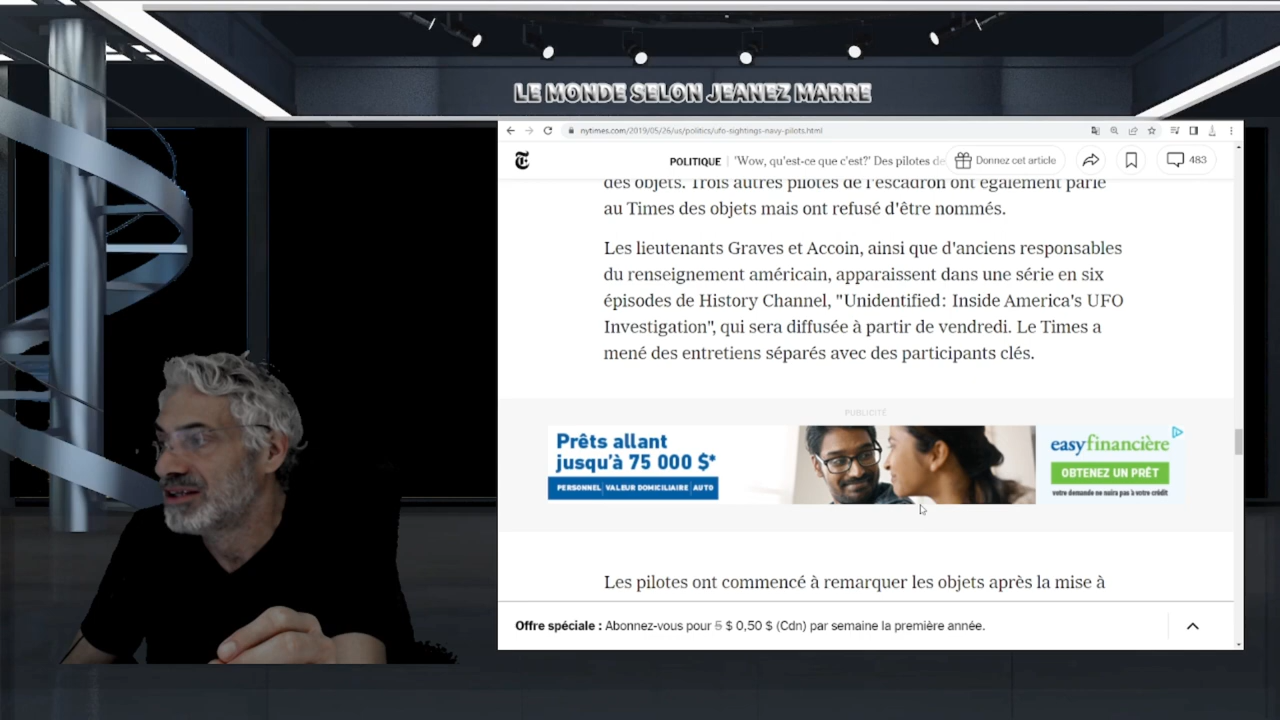 LE MONDE SELON JEANEZ MARRE
nytimes.com/2019/05/26/us/politics/ufo-sightings-navy-pilots.html
POLITIQUE 'Wow, qu'est-ce que c'est?' Des pilotes de
Donnez cet article
483
des objets. Trois autres pilotes de l'escadron ont également parlé
au Times des objets mais ont refusé d'être nommés.
Les lieutenants Graves et Accoin, ainsi que d'anciens responsables
du renseignement américain, apparaissent dans une série en six
épisodes de History Channel, "Unidentified: Inside America's UFO
Investigation", qui sera diffusée à partir de vendredi. Le Times a
mené des entretiens séparés avec des participants clés.
PUBLICITÉ
Prêts allant
jusqu'à 75 000 $*
PERSONNEL VALEUR DOMICILIAIRE AUTO
easyfinancière
OBTENEZ UN PRÊT
votre demande ne nuira pas à votre crédit
Les pilotes ont commencé à remarquer les objets après la mise à
Offre spéciale : Abonnez-vous pour 5 $ 0,50 $ (Cdn) par semaine la première année.